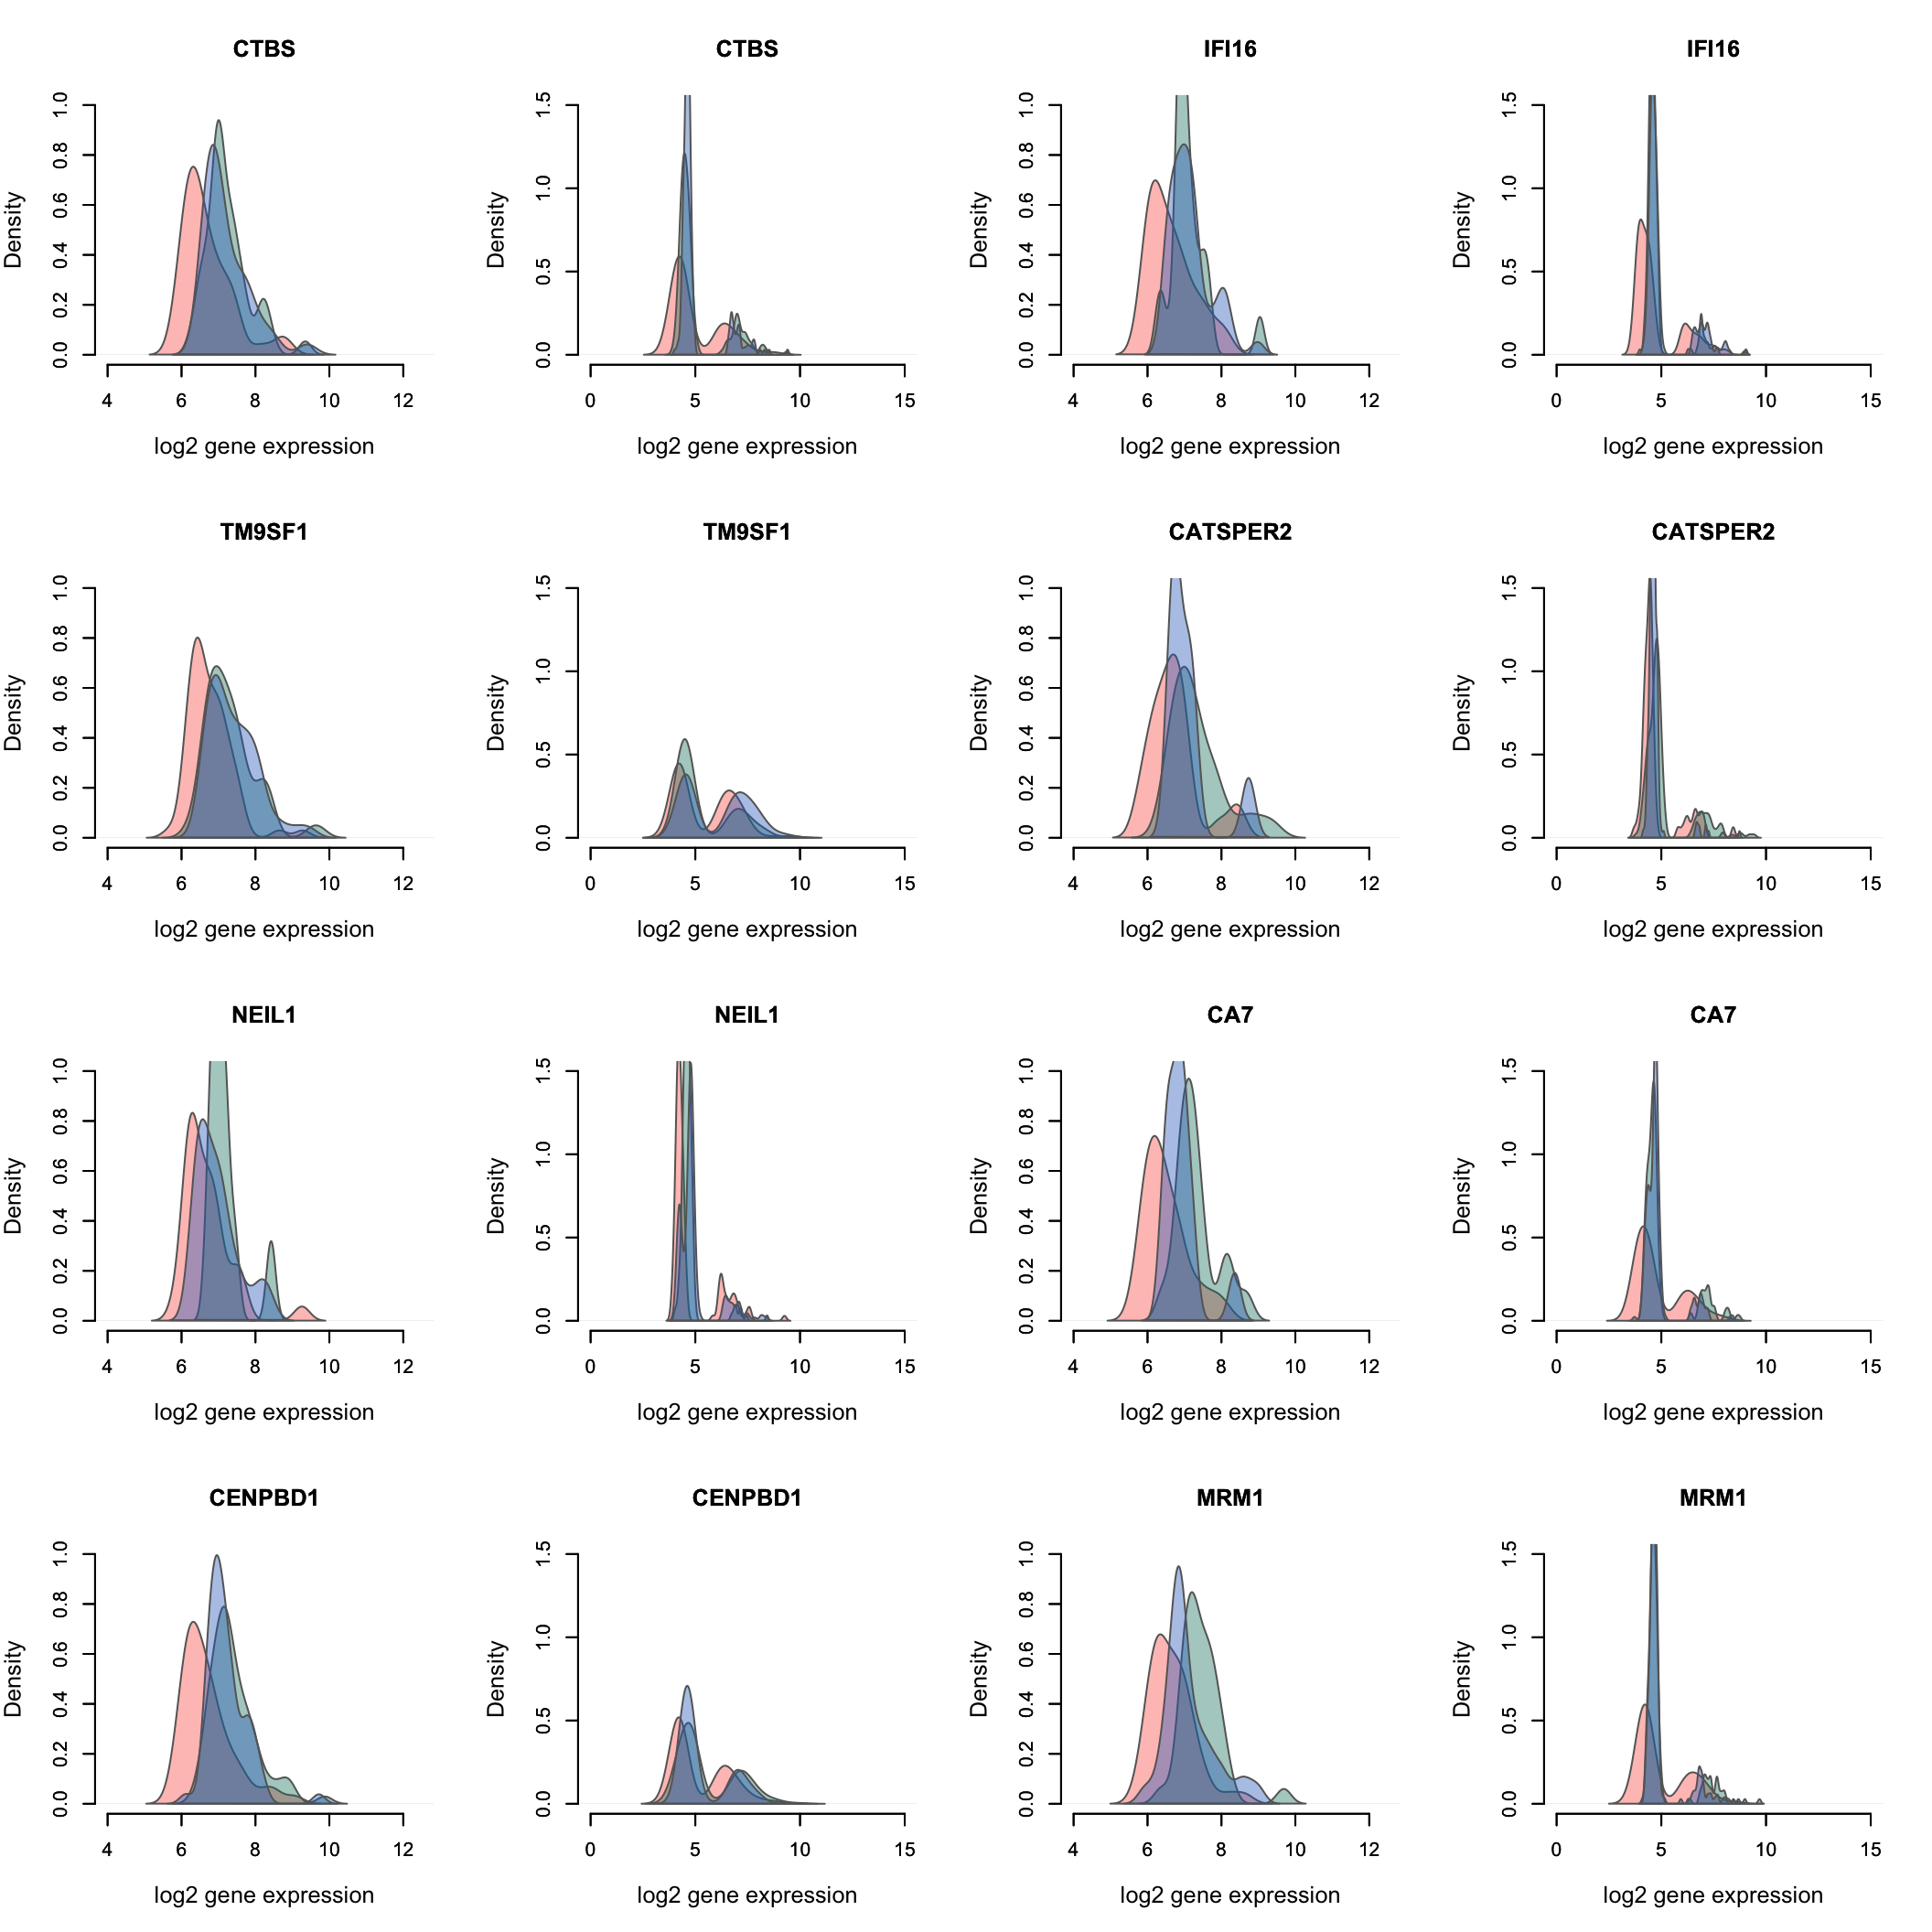 CTBS CTBS IFI16 IFI16
Density 0.0 0.2 0.4 0.6 0.8 1.0 Density 0.0 0.5 1.0 1.5 Density 0.0 0.2 0.4 0.6 0.8 1.0 Density 0.0 0.5 1.0 1.5
4 6 8 10 12 0 5 10 15 4 6 8 10 12 0 5 10 15
log2 gene expression log2 gene expression log2 gene expression log2 gene expression
TM9SF1 TM9SF1 CATSPER2 CATSPER2
Density 0.0 0.2 0.4 0.6 0.8 1.0 Density 0.0 0.5 1.0 1.5 Density 0.0 0.2 0.4 0.6 0.8 1.0 Density 0.0 0.5 1.0 1.5
4 6 8 10 12 0 5 10 15 4 6 8 10 12 0 5 10 15
log2 gene expression log2 gene expression log2 gene expression log2 gene expression
NEIL1 NEIL1 CA7 CA7
Density 0.0 0.2 0.4 0.6 0.8 1.0 Density 0.0 0.5 1.0 1.5 Density 0.0 0.2 0.4 0.6 0.8 1.0 Density 0.0 0.5 1.0 1.5
4 6 8 10 12 0 5 10 15 4 6 8 10 12 0 5 10 15
log2 gene expression log2 gene expression log2 gene expression log2 gene expression
CENPBD1 CENPBD1 MRM1 MRM1
Density 0.0 0.2 0.4 0.6 0.8 1.0 Density 0.0 0.5 1.0 1.5 Density 0.0 0.2 0.4 0.6 0.8 1.0 Density 0.0 0.5 1.0 1.5
4 6 8 10 12 0 5 10 15 4 6 8 10 12 0 5 10 15
log2 gene expression log2 gene expression log2 gene expression log2 gene expression